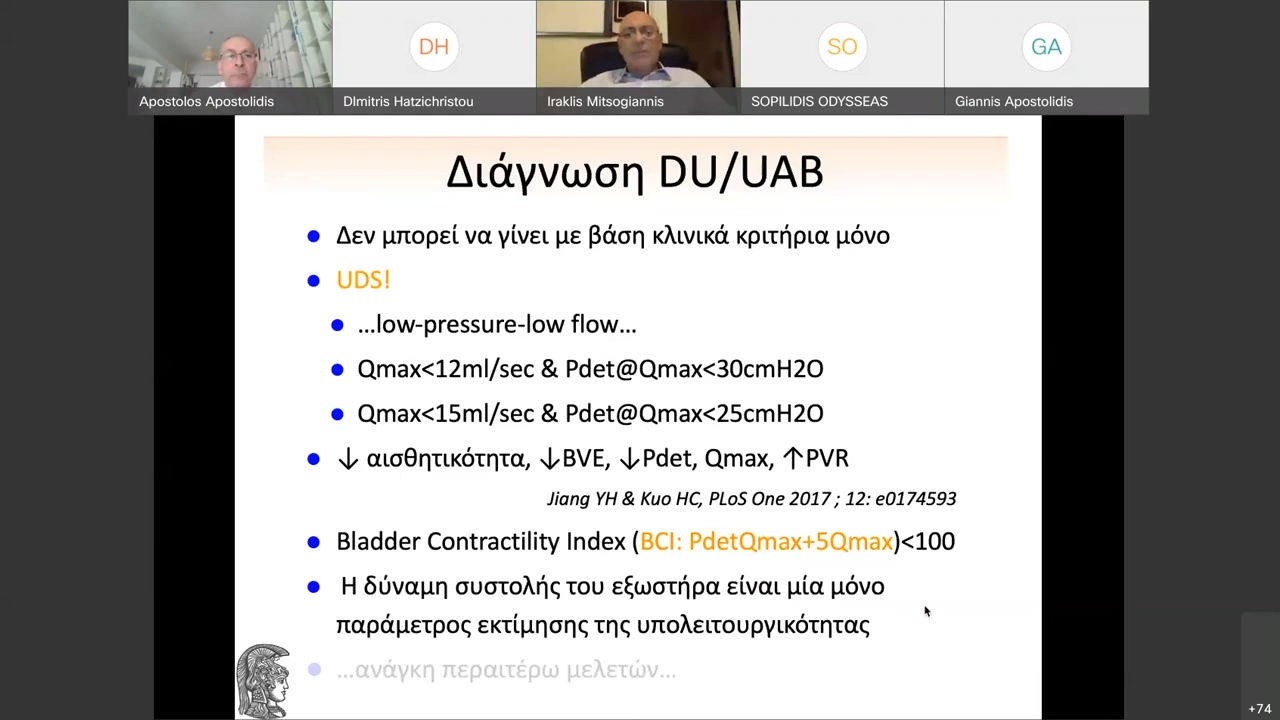 DH
SO
GA
Apostolos Apostolidis
DImitris Hatzichristou
Iraklis Mitsogiannis
SOPILIDIS ODYSSEAS
Giannis Apostolidis
Διάγνωση DU/UAB
Δεν μπορεί να γίνει με βάση κλινικά κριτήρια μόνο
UDS!
...low-pressure-low flow...
Qmax<12ml/sec & Pdet@Qmax<30cmH2O
Qmax<15ml/sec & Pdet@Qmax<25cmH2O
↓ αισθητικότητα, ↓BVE, ↓Pdet, Qmax, ↑PVR
Jiang YH & Kuo HC, PLoS One 2017 ; 12: e0174593
Bladder Contractility Index (BCI: PdetQmax+5Qmax)<100
Η δύναμη συστολής του εξωστήρα είναι μία μόνο
παράμετρος εκτίμησης της υπολειτουργικότητας
...ανάγκη περαιτέρω μελετών...
+74